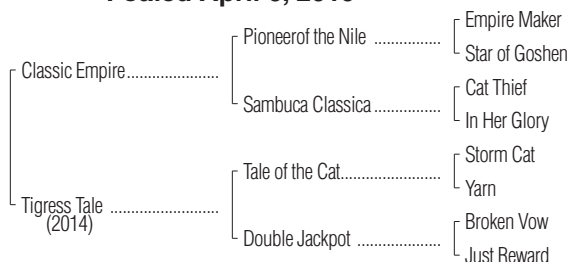 Foaled April
Empire Maker
Pioneerof the Nile
Star of Goshen
Classic Empire
Cat Thief
Sambuca Classica
In Her Glory
Storm Cat
Tale of the Cat
Yarn
Tigress Tale
(2014)
Broken Vow
Double Jackpot
Just Reward